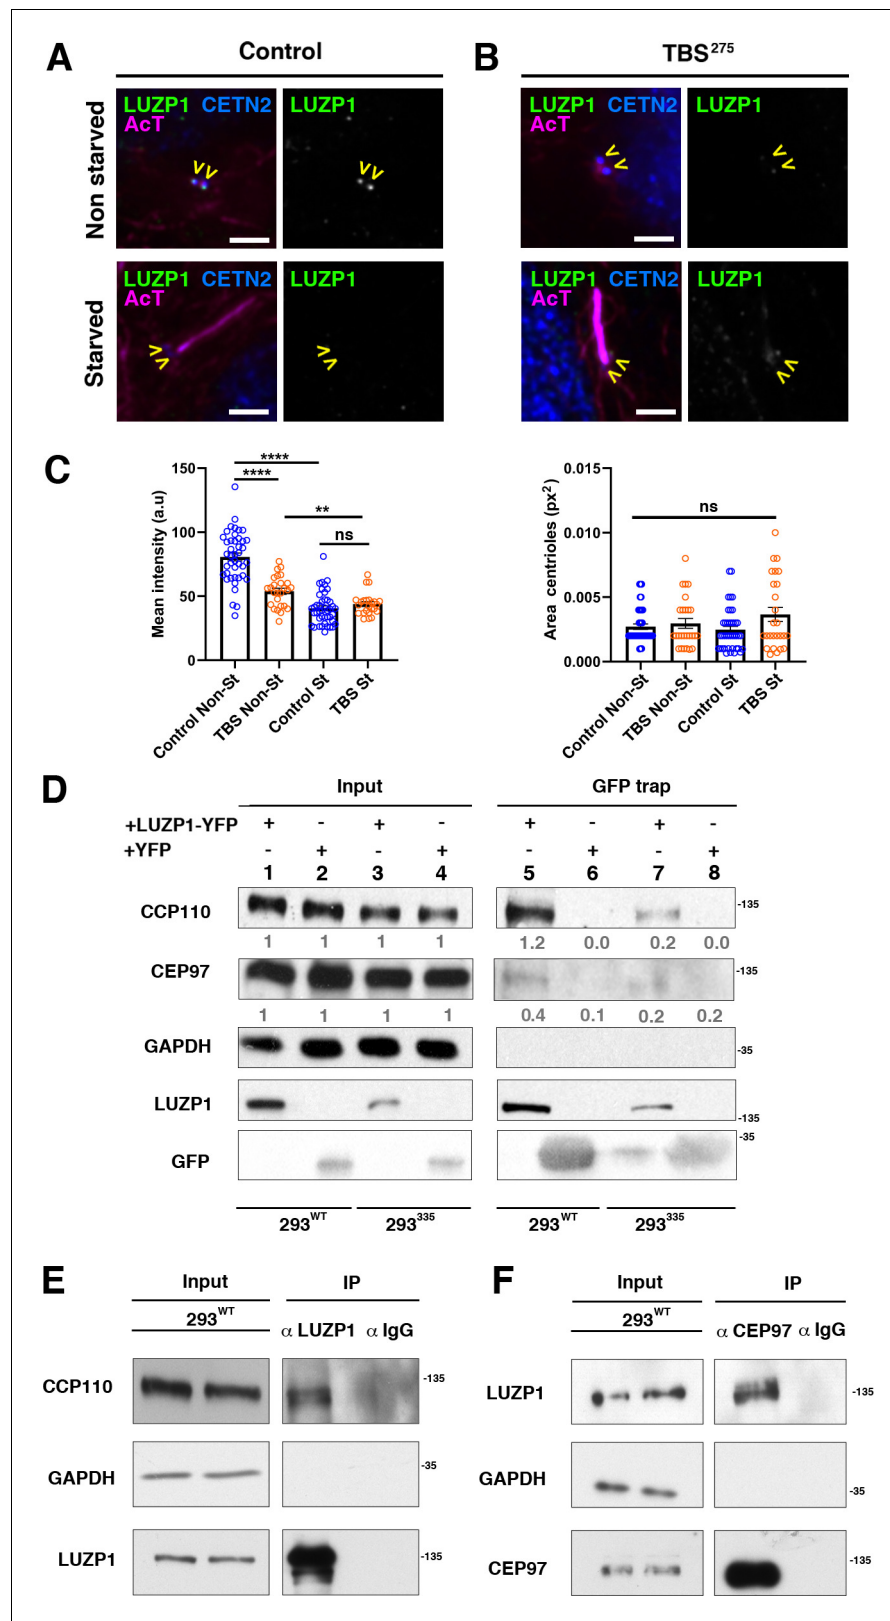 A
Control
B
TBS275
Non starved
LUZP1 CETN2
AcT
LUZP1
LUZP1 CETN2
AcT
LUZP1
Starved
LUZP1 CETN2
AcT
LUZP1
LUZP1 CETN2
AcT
LUZP1
C
Mean intensity (a.u)
150
100
50
0
****
****
**
ns
Control Non-St
TBS Non-St
Control St
TBS St
Area centrioles (px2)
0.015
0.010
0.005
0.000
ns
Control Non-St
TBS Non-St
Control St
TBS St
D
Input
GFP trap
+LUZP1-YFP + - + - + - + -
+YFP - + - + - + - +
1 2 3 4 5 6 7 8
CCP110
-135
1 1 1 1 1.2 0.0 0.2 0.0
CEP97
-135
1 1 1 1 0.4 0.1 0.2 0.2
GAPDH
-35
LUZP1
-135
GFP
-35
293WT 293335 293WT 293335
E
Input
IP
293WT
α LUZP1 α IgG
CCP110
-135
GAPDH
-35
LUZP1
-135
F
Input
IP
293WT
α CEP97 α IgG
LUZP1
-135
GAPDH
-35
CEP97
-135